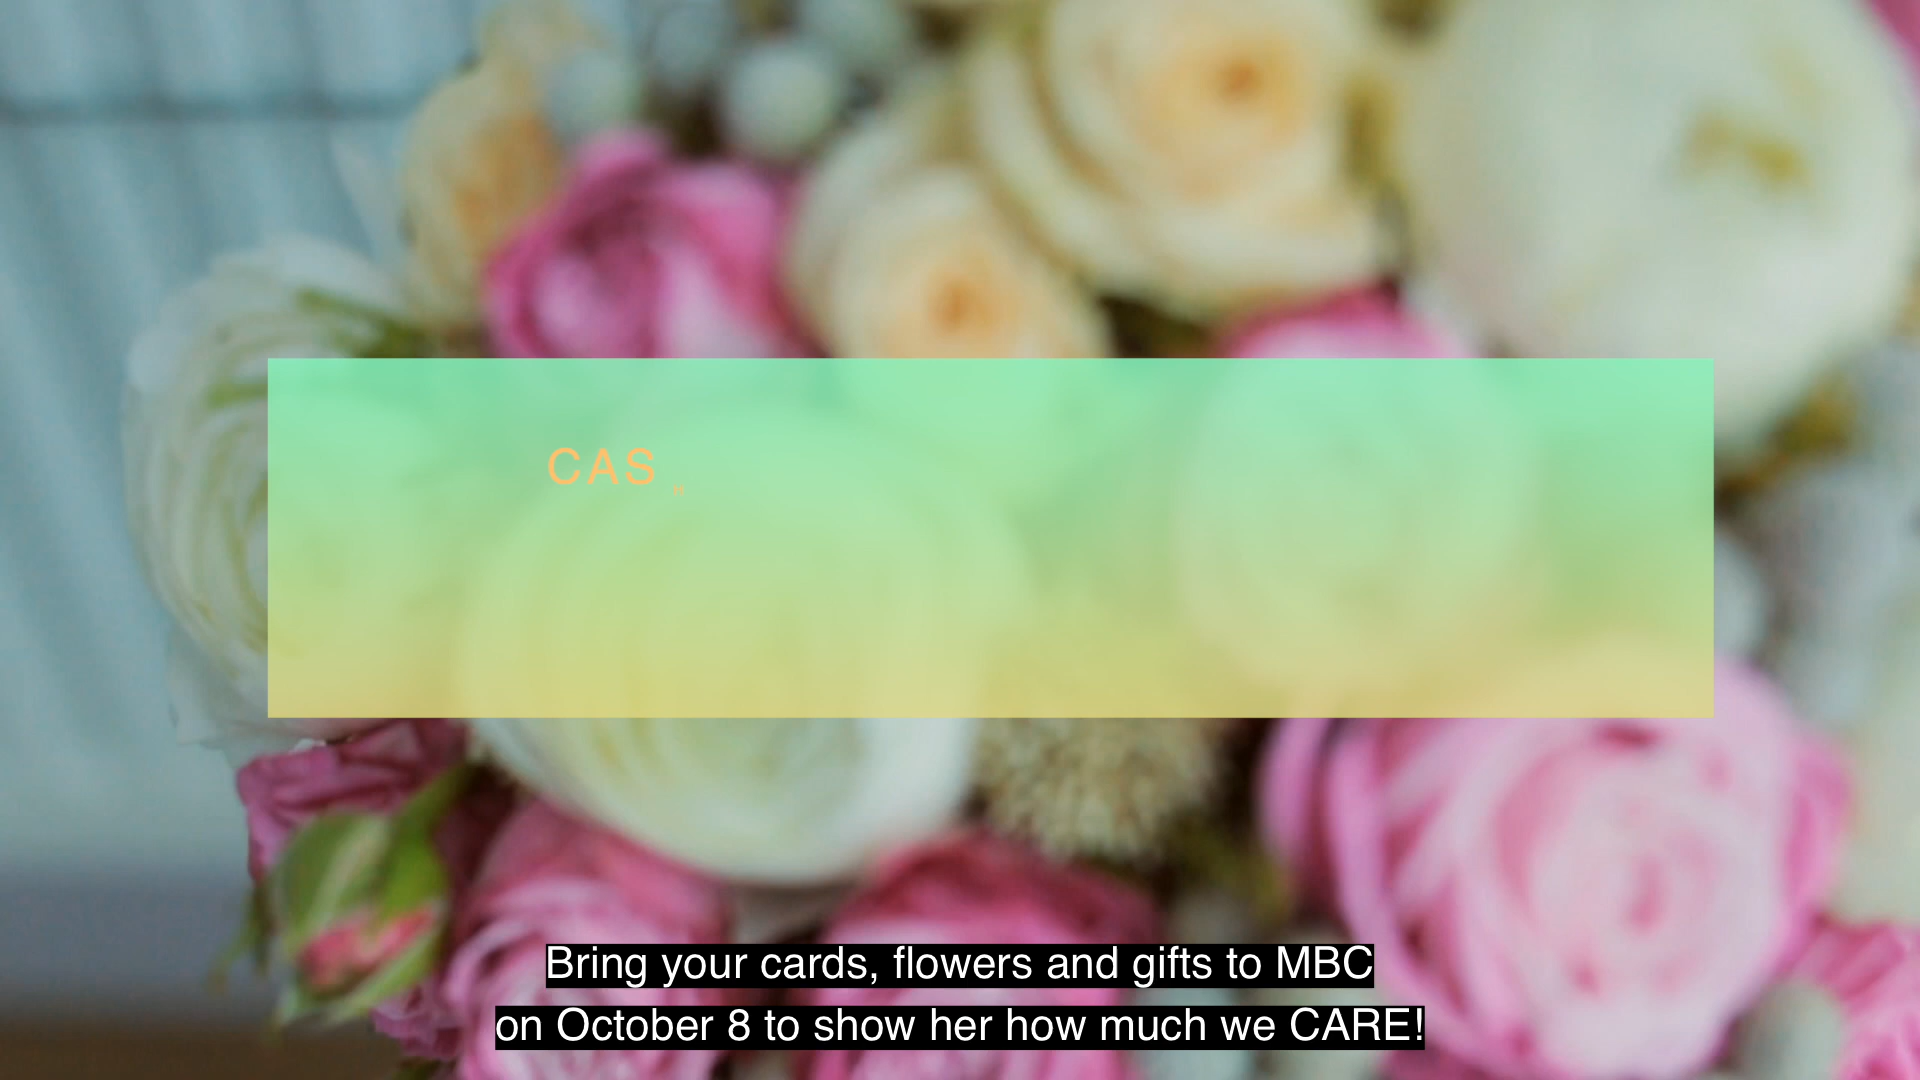 CAS
Bring your cards, flowers and gifts to MBC
on October 8 to show her how much we CARE!